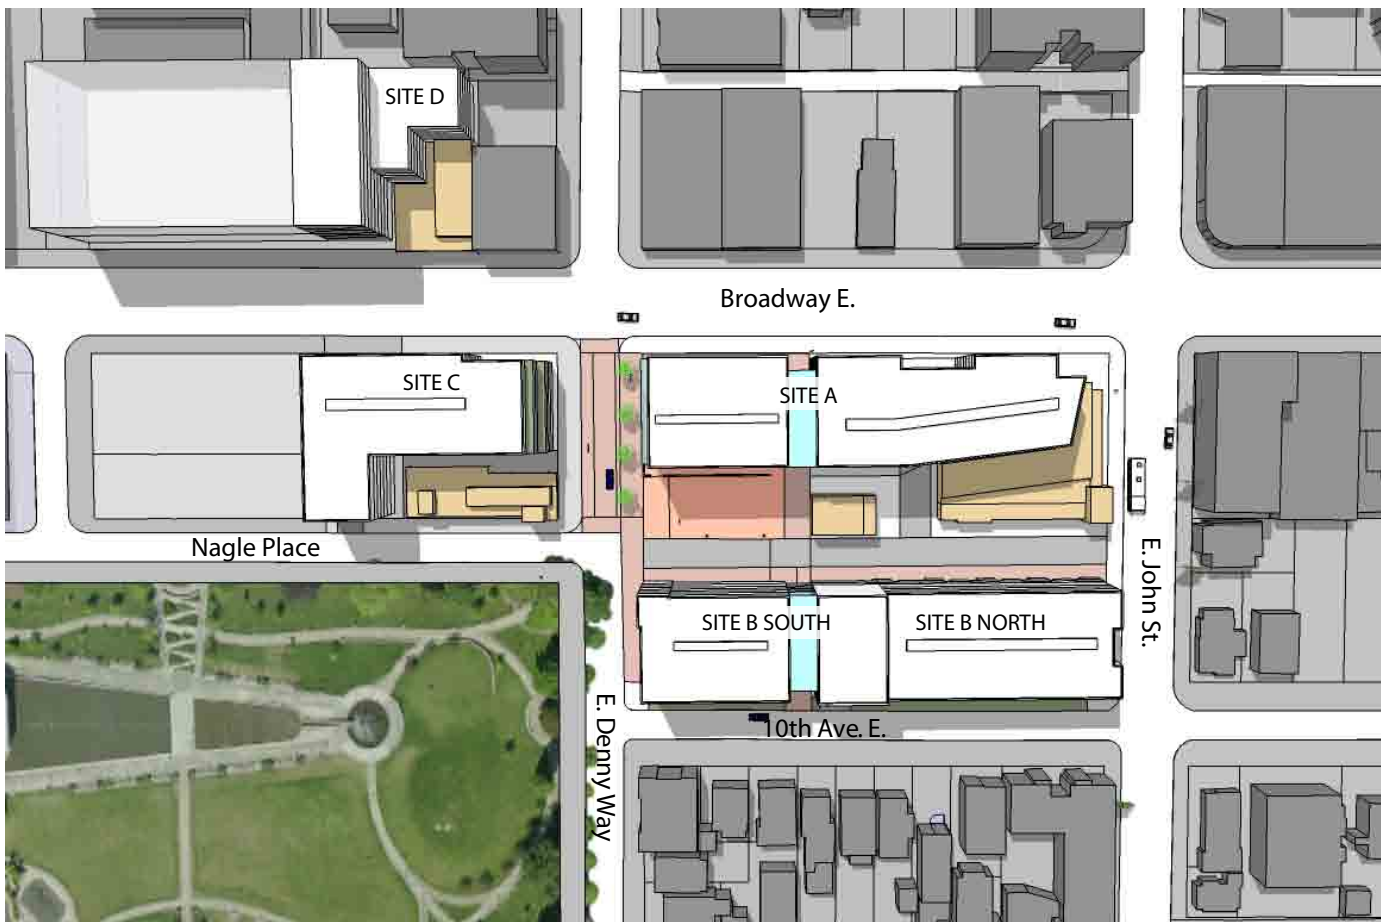 SITE D
Broadway E.
SITE C
SITE A
Nagle Place
E. John St.
SITE B SOUTH
SITE B NORTH
E. Denny Way
10th Ave. E.